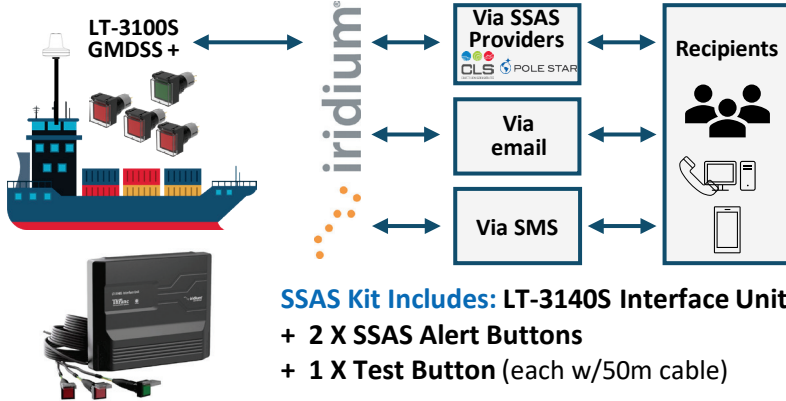 LT-3100S
GMDSS +
iridium®
Via SSAS
Providers
CLS
POLE STAR
Via
email
Via SMS
Recipients
SSAS Kit Includes: LT-3140S Interface Unit
+ 2 X SSAS Alert Buttons
+ 1 X Test Button (each w/50m cable)